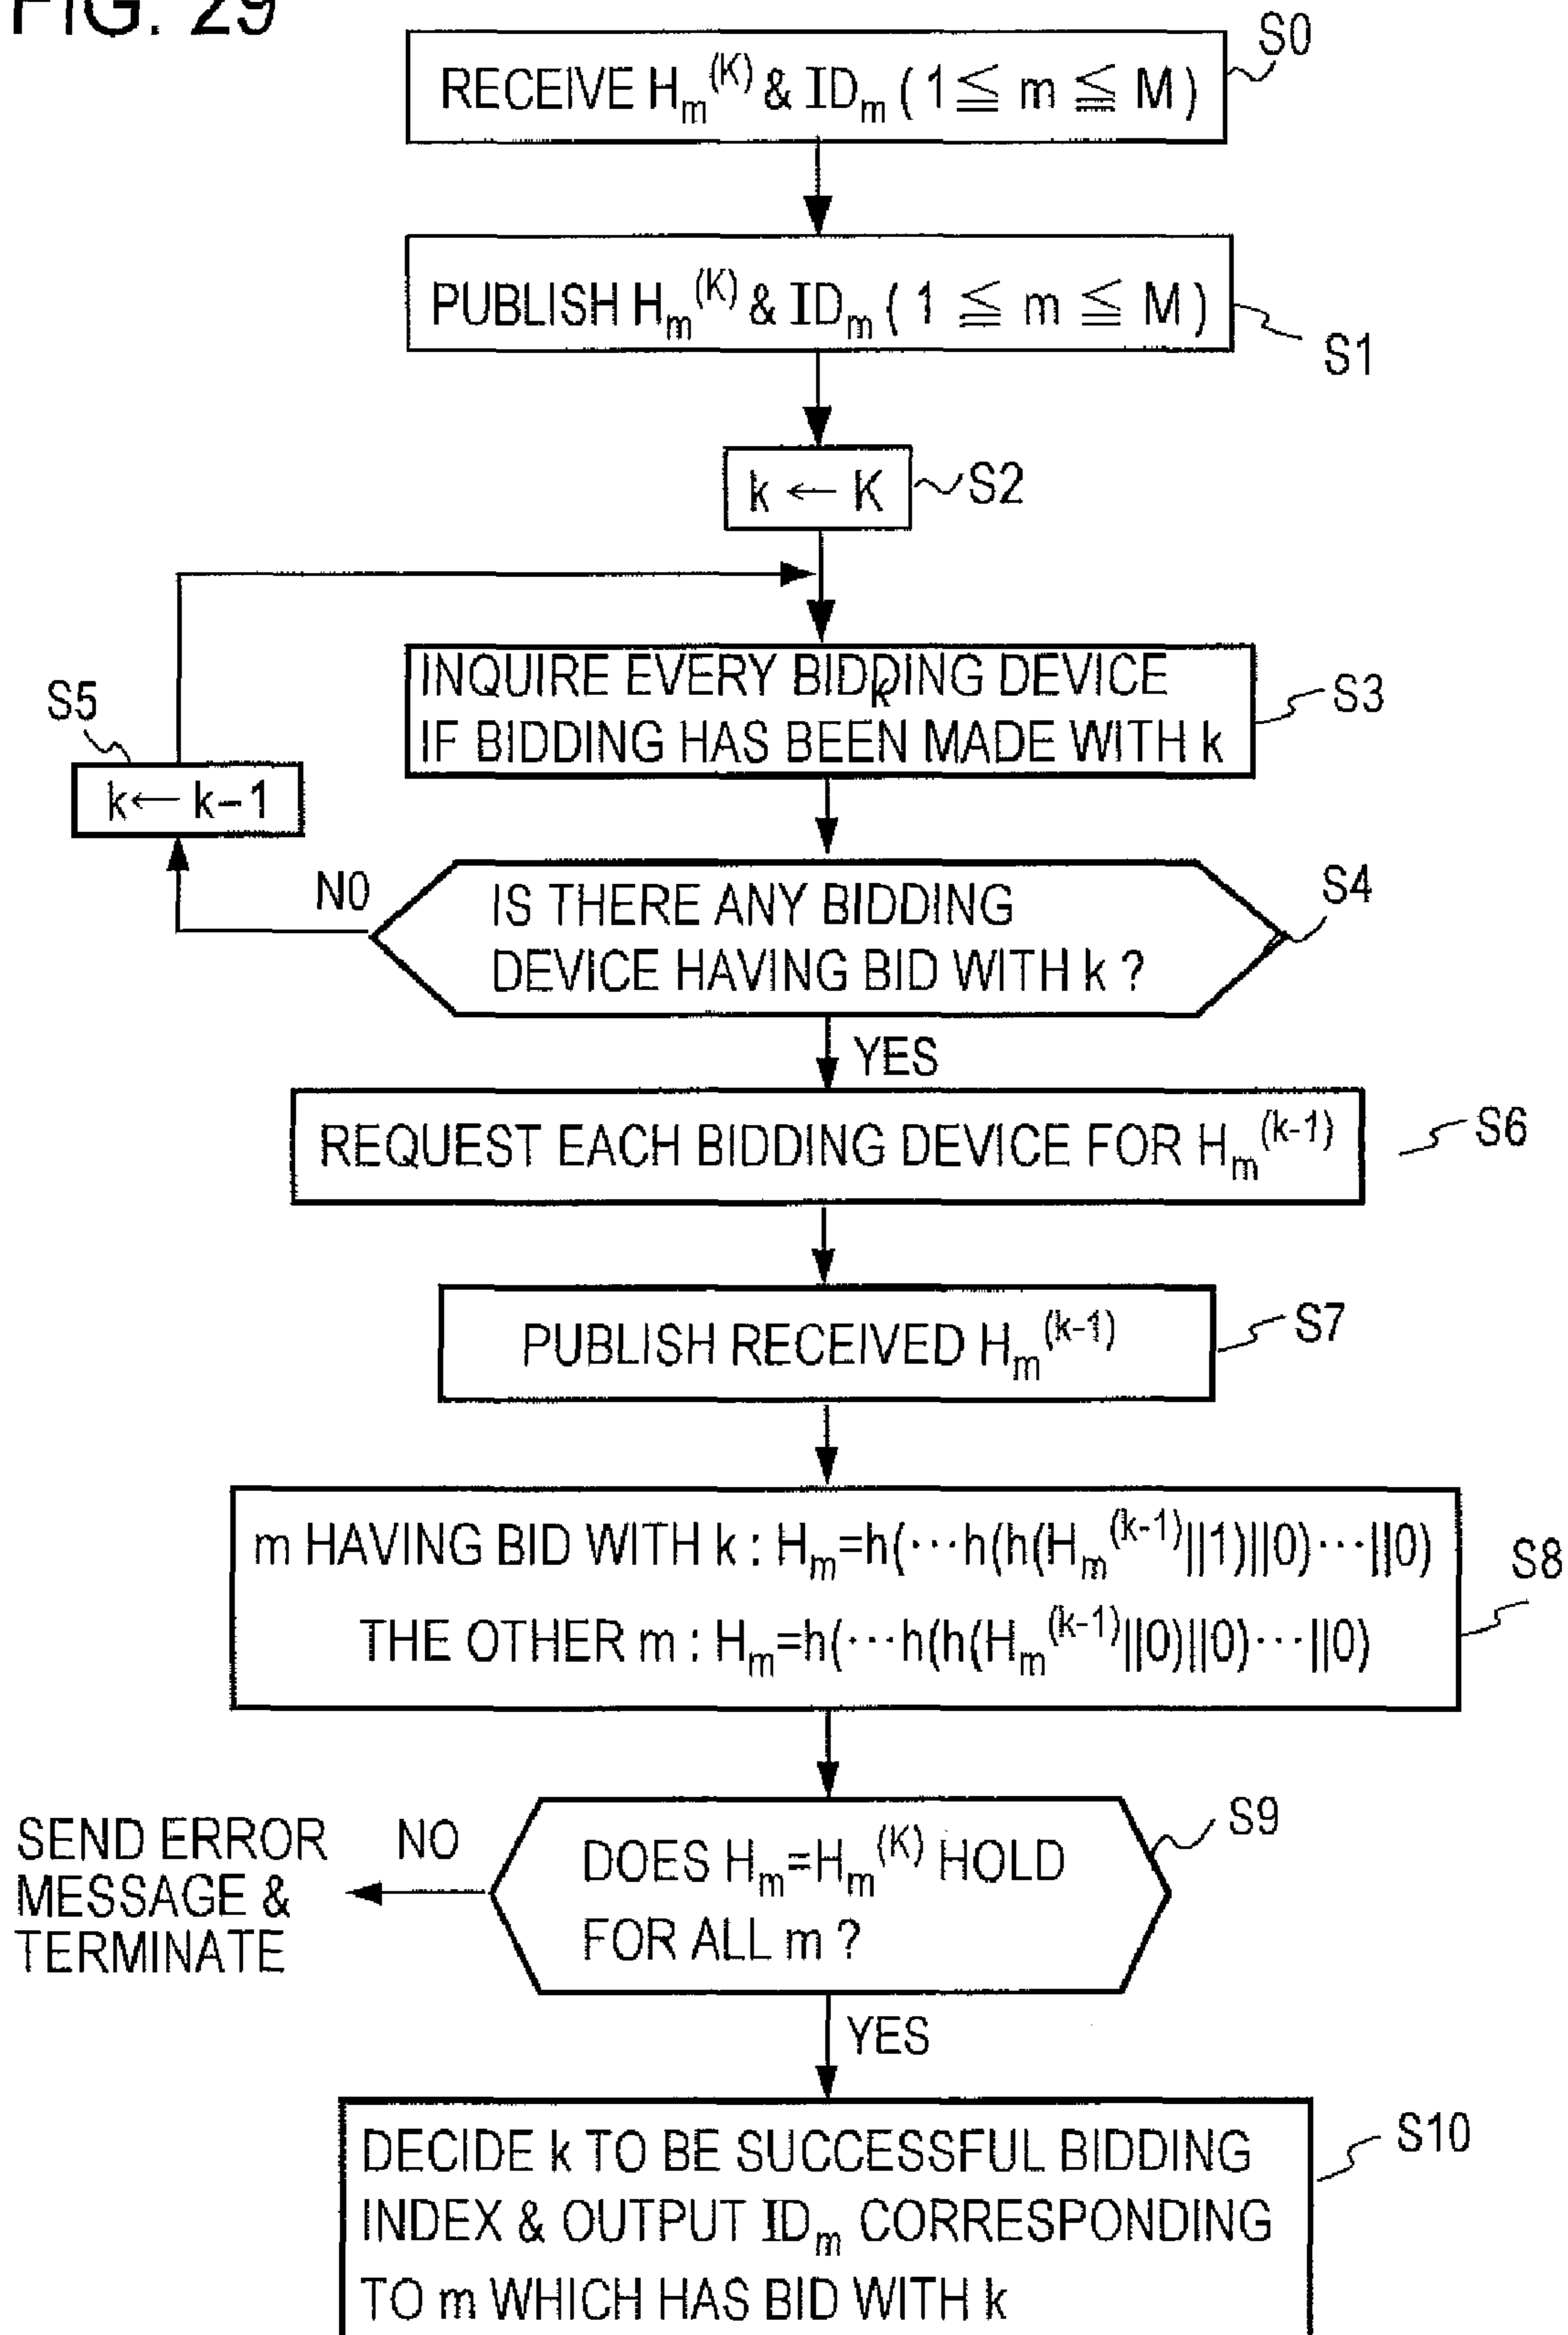 FIG. 29
RECEIVE Hₘ⁽ᴷ⁾ & IDₘ ( 1 ≦ m ≦ M )
S0
PUBLISH Hₘ⁽ᴷ⁾ & IDₘ ( 1 ≦ m ≦ M )
S1
k ← K
S2
INQUIRE EVERY BIDDING DEVICE
k
IF BIDDING HAS BEEN MADE WITH k
S3
S5
k ← k-1
NO
IS THERE ANY BIDDING
DEVICE HAVING BID WITH k ?
S4
YES
REQUEST EACH BIDDING DEVICE FOR Hₘ⁽ᵏ⁻¹⁾
S6
PUBLISH RECEIVED Hₘ⁽ᵏ⁻¹⁾
S7
m HAVING BID WITH k : Hₘ=h(⋯h(h(Hₘ⁽ᵏ⁻¹⁾||1)||0)⋯||0)
THE OTHER m : Hₘ=h(⋯h(h(Hₘ⁽ᵏ⁻¹⁾||0)||0)⋯||0)
S8
DOES Hₘ=Hₘ⁽ᴷ⁾ HOLD
FOR ALL m ?
S9
NO
SEND ERROR
MESSAGE &
TERMINATE
YES
DECIDE k TO BE SUCCESSFUL BIDDING
INDEX & OUTPUT IDₘ CORRESPONDING
TO m WHICH HAS BID WITH k
S10